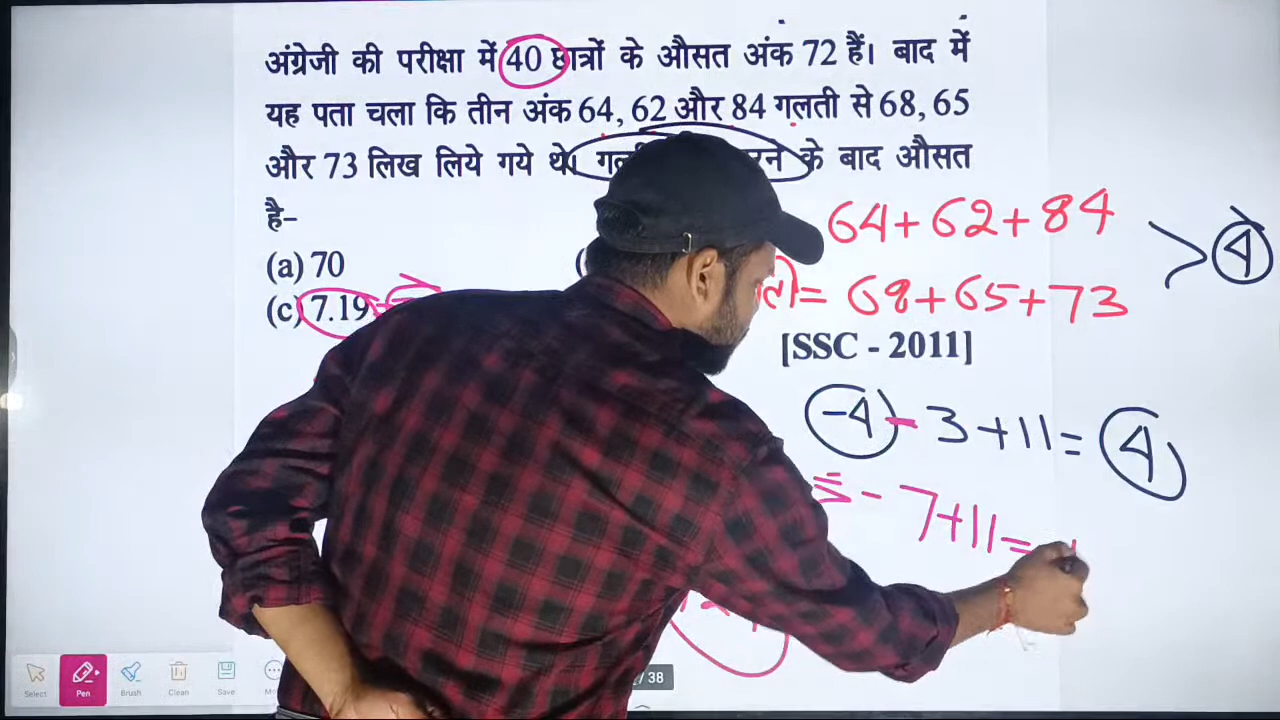 अंग्रेजी की परीक्षा में 40 छात्रों के औसत अंक 72 हैं। बाद में
यह पता चला कि तीन अंक 64, 62 और 84 गलती से 68, 65
और 73 लिख लिये गये थे। के बाद औसत
है–
(a) 70
(c) 7.19
64+62+84
= 68+65+73
4
[SSC - 2011]
-4 - 3 + 11 = 4
- 7 + 11 =
/ 38
Select
Pen
Brush
Clean
Save